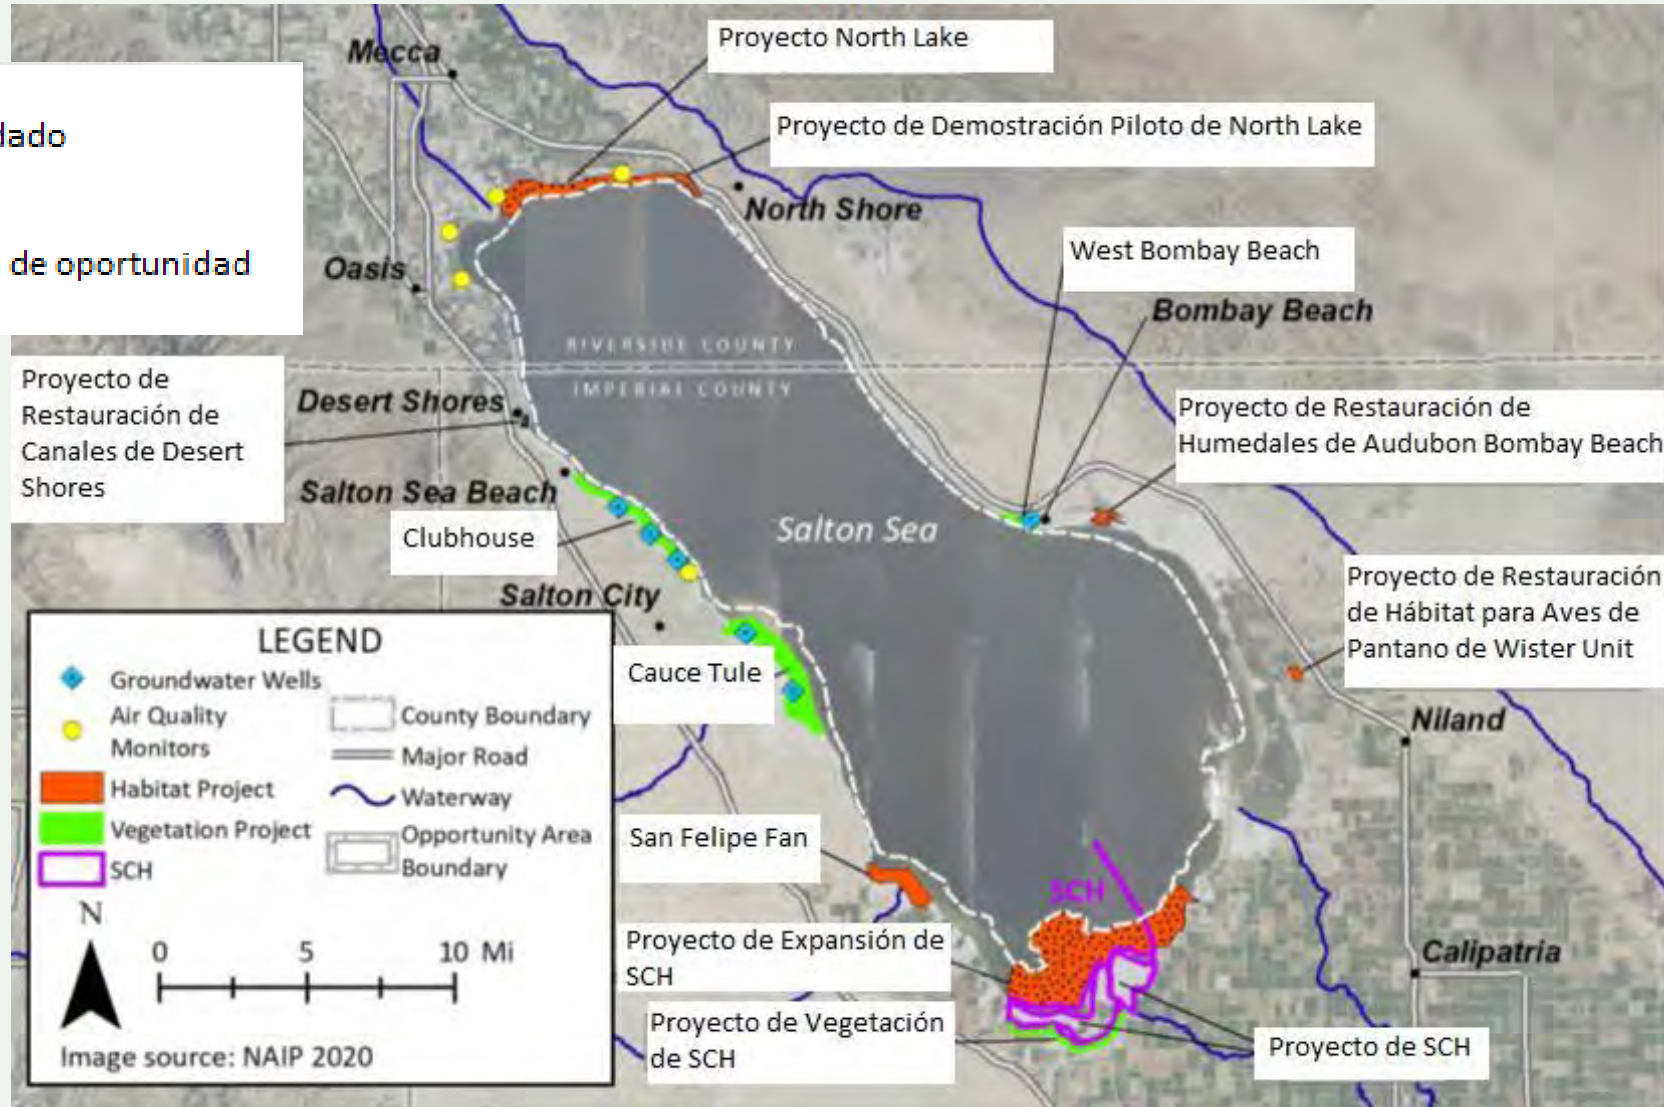 Mecca
Proyecto North Lake
dado
Proyecto de Demostración Piloto de North Lake
North Shore
de oportunidad
Oasis
West Bombay Beach
Bombay Beach
RIVERSIDE COUNTY
IMPERIAL COUNTY
Proyecto de
Restauración de
Canales de Desert
Shores
Desert Shores
Proyecto de Restauración de
Humedales de Audubon Bombay Beach
Salton Sea Beach
Clubhouse
Salton Sea
Proyecto de Restauración
de Hábitat para Aves de
Pantano de Wister Unit
Salton City
Cauce Tule
Niland
LEGEND
Groundwater Wells
Air Quality
Monitors
Habitat Project
Vegetation Project
SCH
County Boundary
Major Road
Waterway
Opportunity Area
Boundary
N
0 5 10 Mi
Image source: NAIP 2020
San Felipe Fan
SCH
Proyecto de Expansión de
SCH
Calipatria
Proyecto de Vegetación
de SCH
Proyecto de SCH